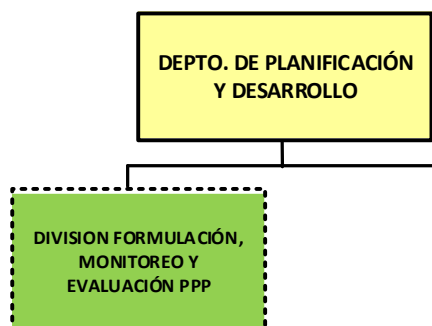 DEPTO. DE PLANIFICACIÓN
Y DESARROLLO
DIVISION FORMULACIÓN,
MONITOREO Y
EVALUACIÓN PPP